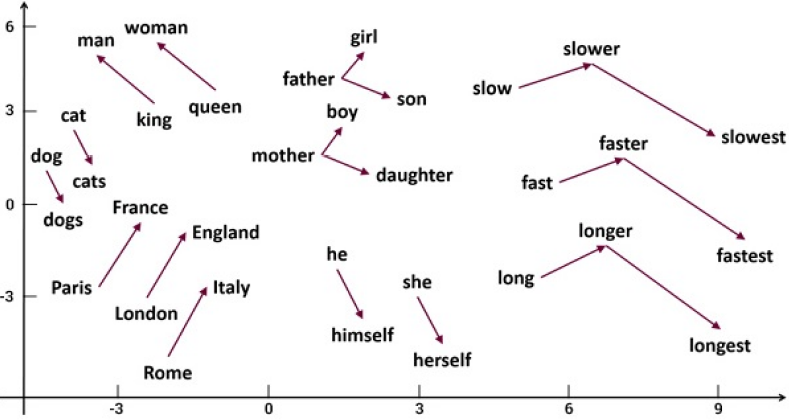 6
man
woman
girl
father
son
slow
slower
slowest
3
cat
king
queen
boy
mother
daughter
fast
faster
fastest
dog
cats
0
dogs
France
England
he
she
longer
long
longest
Paris
Italy
-3
London
Rome
himself
herself
-3
0
3
6
9